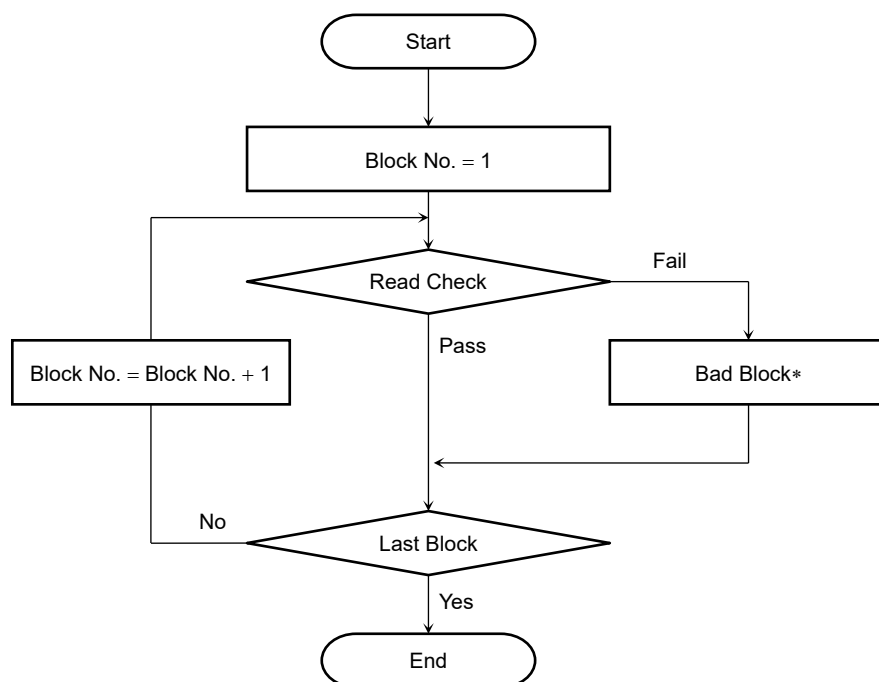 Start
Block No. = 1
Read Check
Fail
Pass
Block No. = Block No. + 1
Bad Block∗
No
Last Block
Yes
End